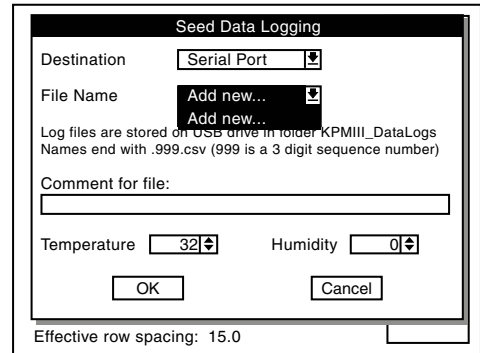 Seed Data Logging
Destination Serial Port
File Name Add new...
Add new...
Log files are stored on USB drive in folder KPMIII_DataLogs
Names end with .999.csv (999 is a 3 digit sequence number)
Comment for file:
Temperature 32 Humidity 0
OK Cancel
Effective row spacing: 15.0